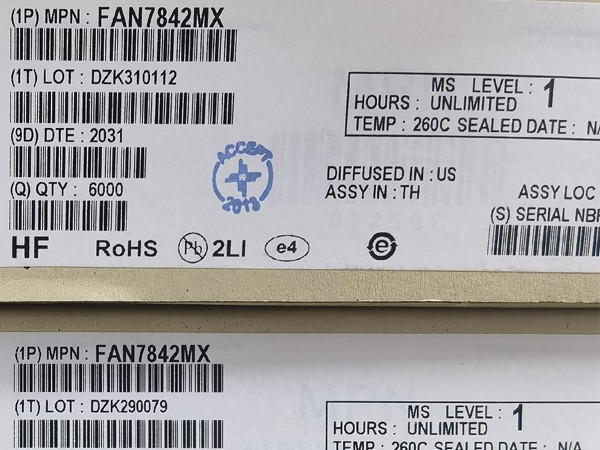 (1P) MPN : FAN7842MX
(1T) LOT : DZK310112
MS LEVEL : 1
HOURS : UNLIMITED
TEMP : 260C SEALED DATE : N/
(9D) DTE : 2031
ACCEPT
2013
DIFFUSED IN : US
ASSY IN : TH
(Q) QTY : 6000
ASSY LOC
(S) SERIAL NBR
HF RoHS Pb 2LI e4 e
(1P) MPN : FAN7842MX
(1T) LOT : DZK290079
MS LEVEL : 1
HOURS : UNLIMITED
TEMP : 260C SEALED DATE : N/A